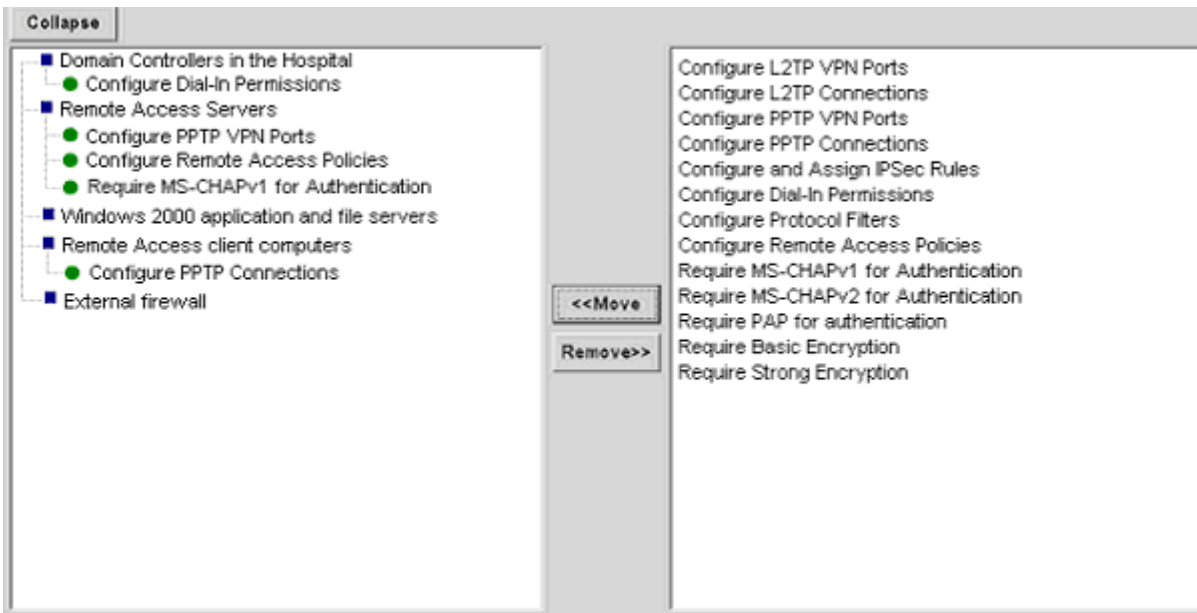 Collapse
Domain Controllers in the Hospital
Configure Dial-In Permissions
Remote Access Servers
Configure PPTP VPN Ports
Configure Remote Access Policies
Require MS-CHAPv1 for Authentication
Windows 2000 application and file servers
Remote Access client computers
Configure PPTP Connections
External firewall
<<Move
Remove>>
Configure L2TP VPN Ports
Configure L2TP Connections
Configure PPTP VPN Ports
Configure PPTP Connections
Configure and Assign IPSec Rules
Configure Dial-In Permissions
Configure Protocol Filters
Configure Remote Access Policies
Require MS-CHAPv1 for Authentication
Require MS-CHAPv2 for Authentication
Require PAP for authentication
Require Basic Encryption
Require Strong Encryption